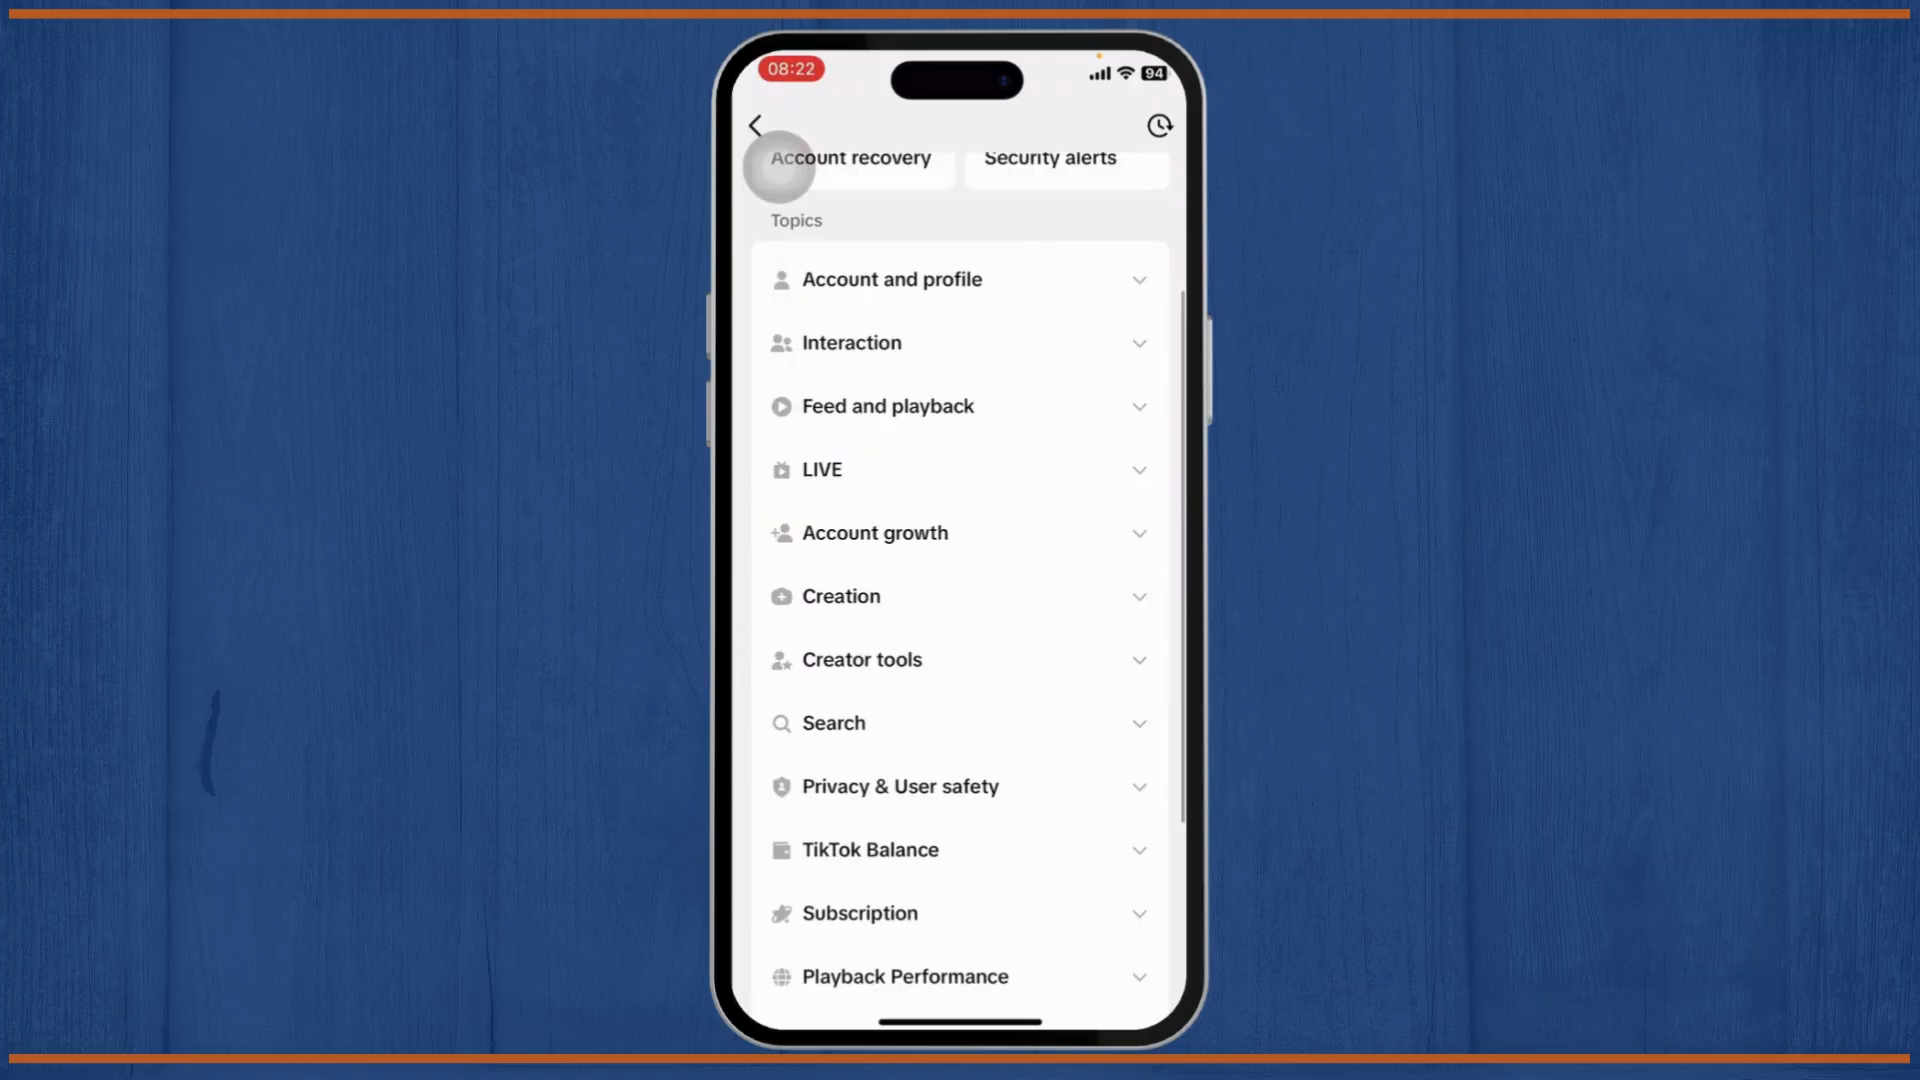 08:22
94
Account recovery
Security alerts
Topics
Account and profile
Interaction
Feed and playback
LIVE
Account growth
Creation
Creator tools
Search
Privacy & User safety
TikTok Balance
Subscription
Playback Performance